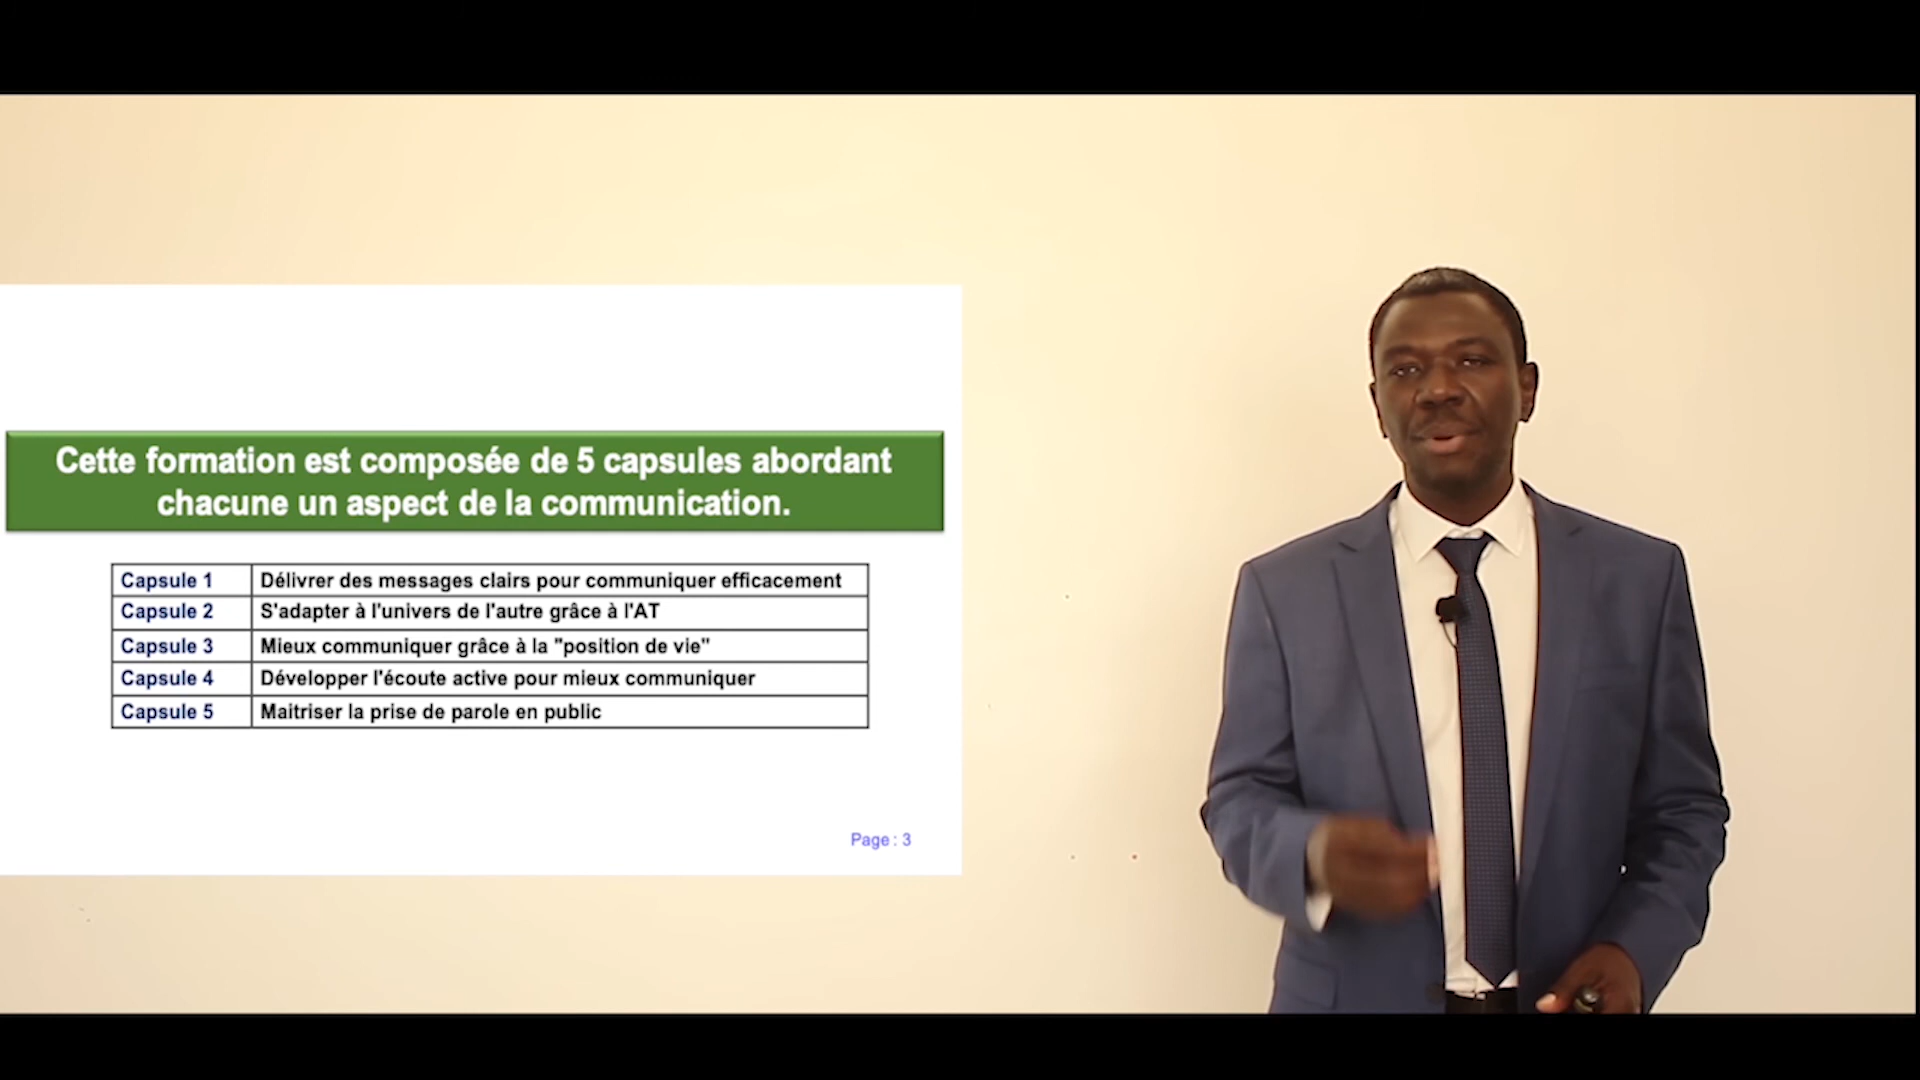 Cette formation est composée de 5 capsules abordant
chacune un aspect de la communication.
Capsule 1 Délivrer des messages clairs pour communiquer efficacement
Capsule 2 S'adapter à l'univers de l'autre grâce à l'AT
Capsule 3 Mieux communiquer grâce à la "position de vie"
Capsule 4 Développer l'écoute active pour mieux communiquer
Capsule 5 Maitriser la prise de parole en public
Page : 3